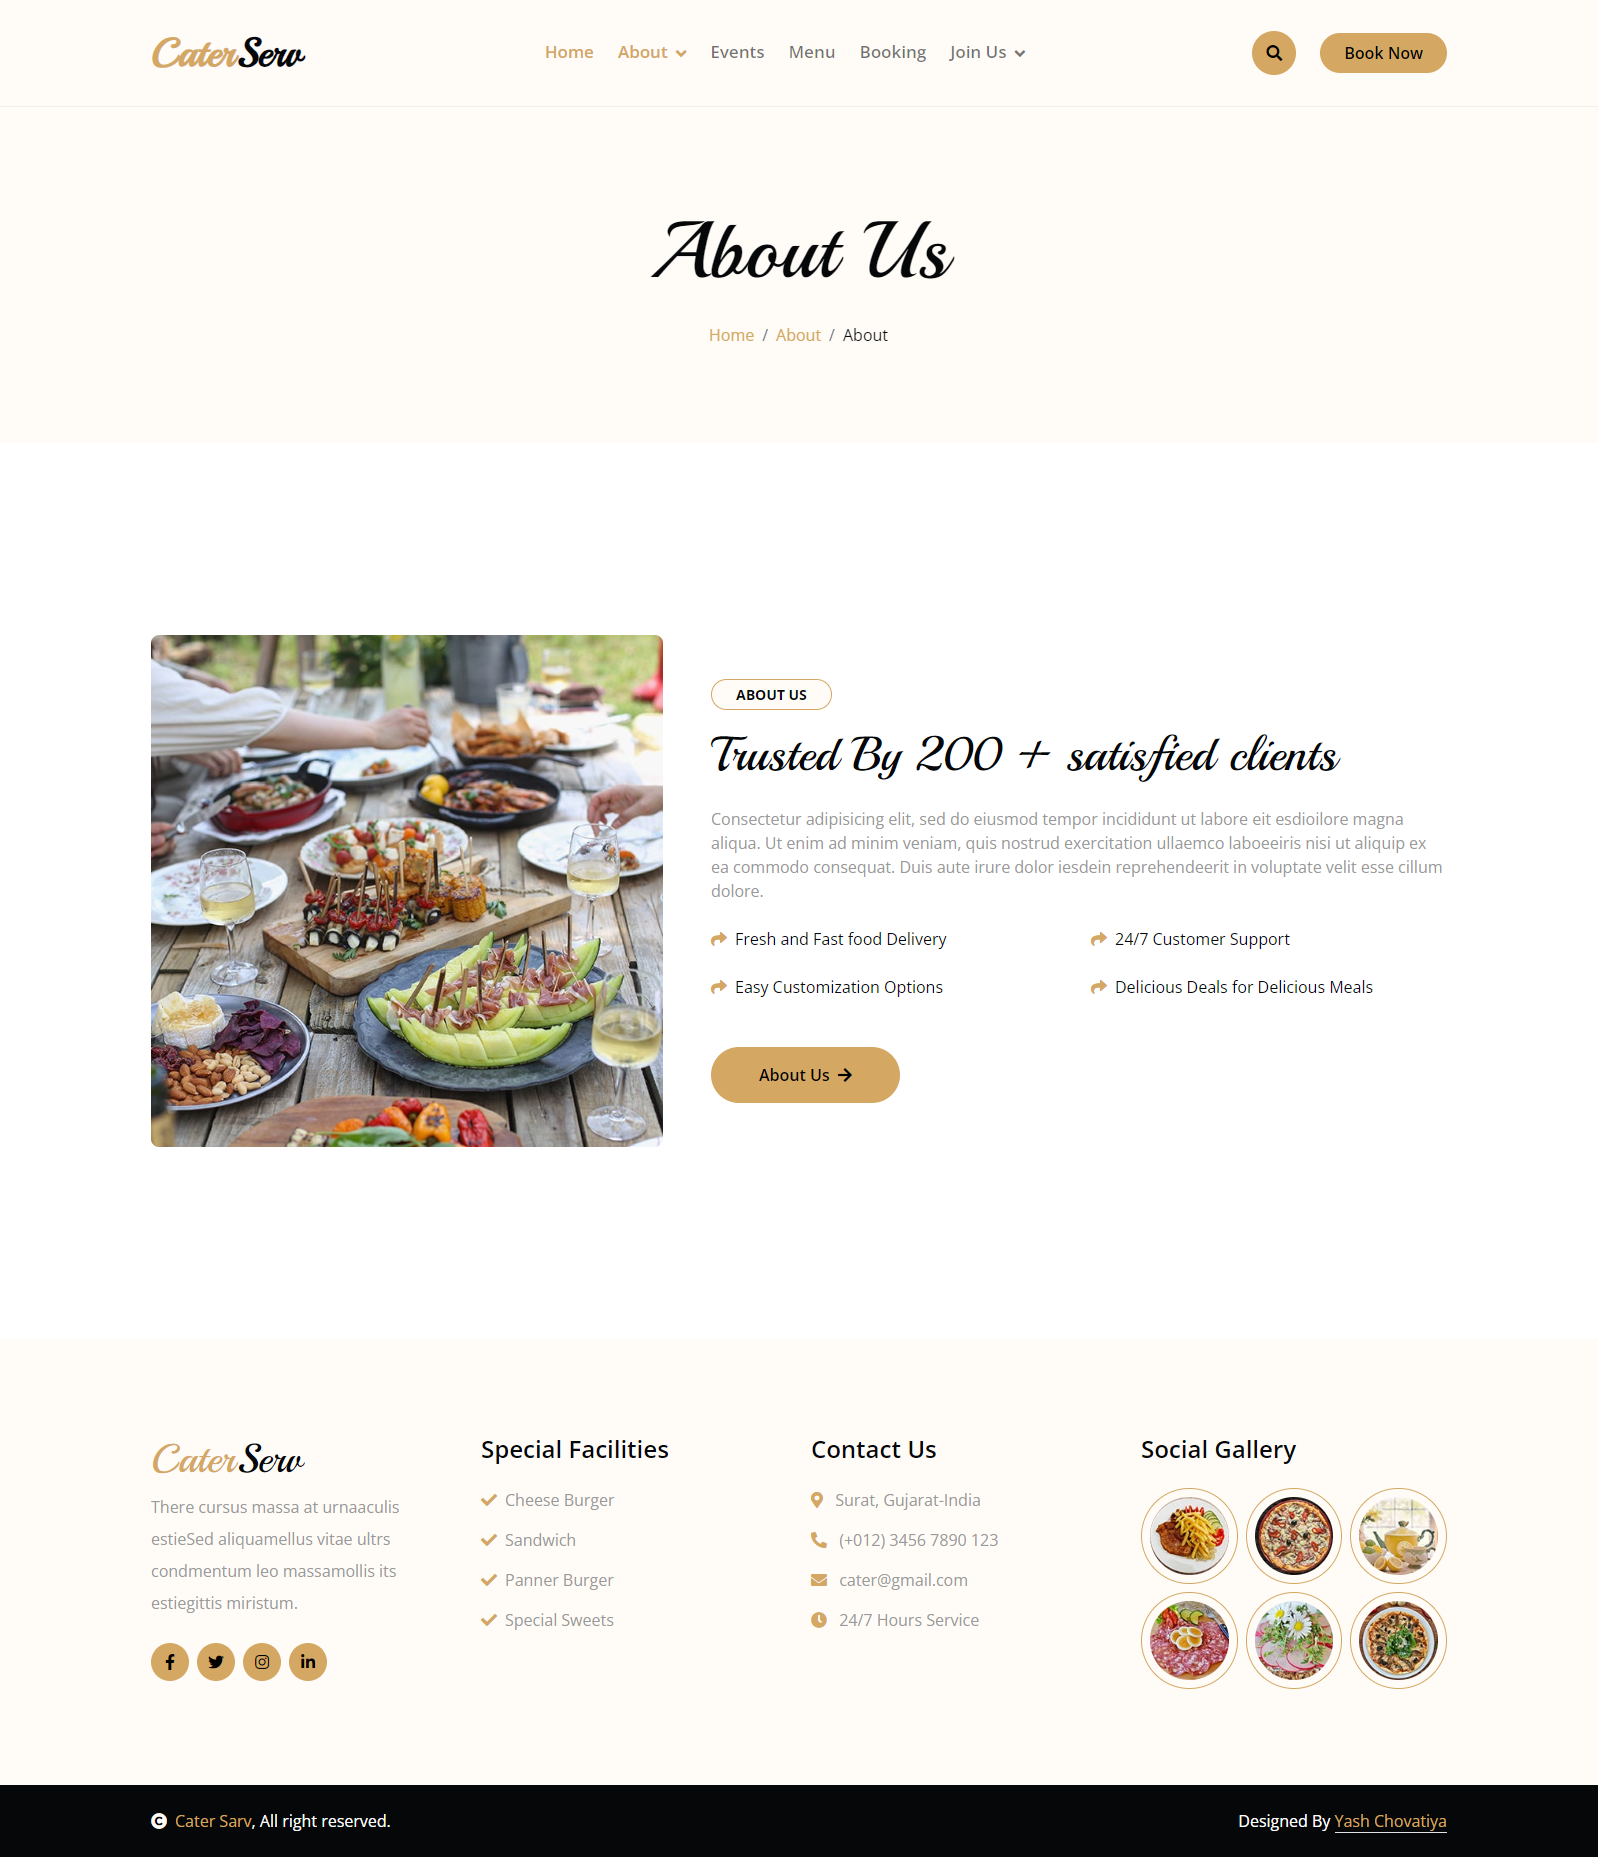 CaterServ
Home About Events Menu Booking Join Us
Book Now
About Us
Home / About / About
ABOUT US
Trusted By 200 + satisfied clients
Consectetur adipisicing elit, sed do eiusmod tempor incididunt ut labore eit esdioilore magna
aliqua. Ut enim ad minim veniam, quis nostrud exercitation ullaemco laboeeiris nisi ut aliquip ex
ea commodo consequat. Duis aute irure dolor iesdein reprehendeerit in voluptate velit esse cillum
dolore.
Fresh and Fast food Delivery
24/7 Customer Support
Easy Customization Options
Delicious Deals for Delicious Meals
About Us
CaterServ
There cursus massa at urnaaculis
estieSed aliquamellus vitae ultrs
condmentum leo massamollis its
estiegittis miristum.
Special Facilities
Cheese Burger
Sandwich
Panner Burger
Special Sweets
Contact Us
Surat, Gujarat-India
(+012) 3456 7890 123
cater@gmail.com
24/7 Hours Service
Social Gallery
Cater Sarv, All right reserved.
Designed By Yash Chovatiya